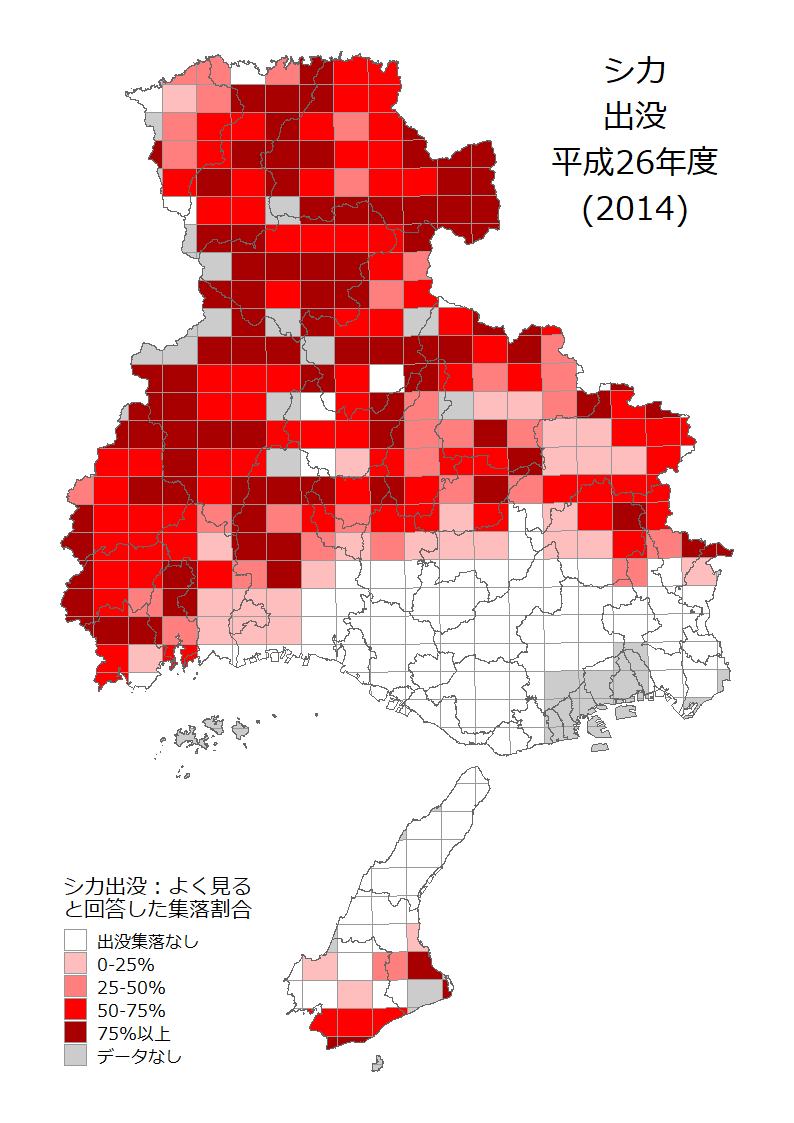 シカ
出没
平成26年度
(2014)
シカ出没：よく見る
と回答した集落割合
出没集落なし
0-25%
25-50%
50-75%
75%以上
データなし